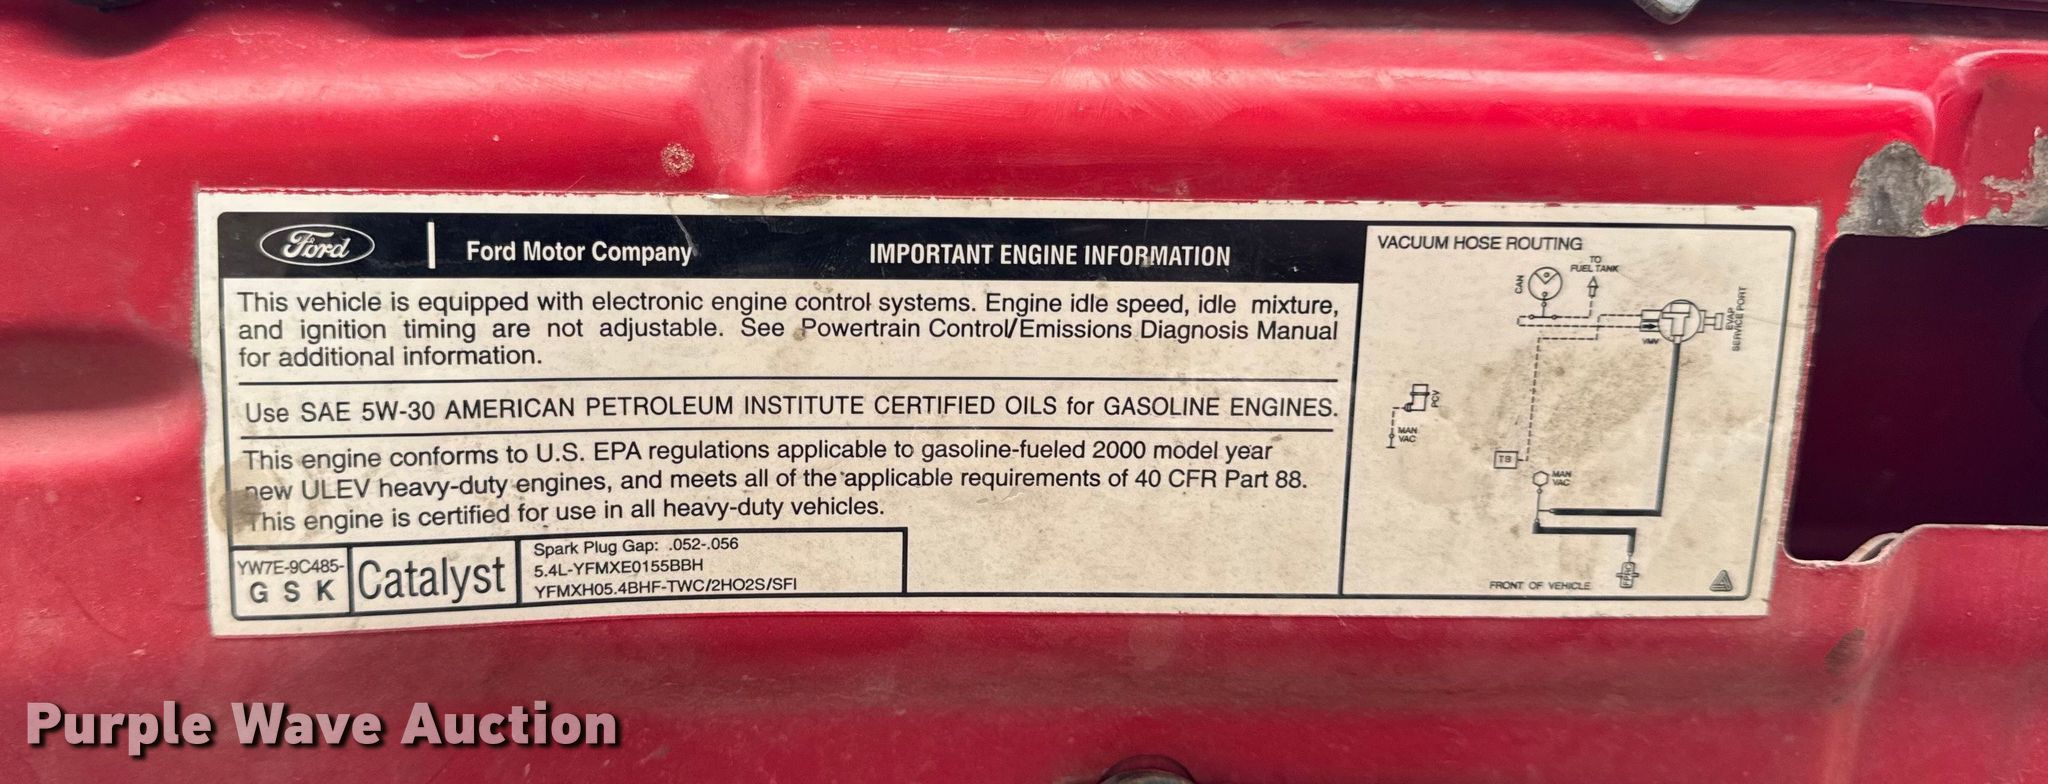 Ford
Ford Motor Company
IMPORTANT ENGINE INFORMATION
This vehicle is equipped with electronic engine control systems. Engine idle speed, idle mixture,
and ignition timing are not adjustable. See Powertrain Control/Emissions Diagnosis Manual
for additional information.
Use SAE 5W-30 AMERICAN PETROLEUM INSTITUTE CERTIFIED OILS for GASOLINE ENGINES.
This engine conforms to U.S. EPA regulations applicable to gasoline-fueled 2000 model year
new ULEV heavy-duty engines, and meets all of the applicable requirements of 40 CFR Part 88.
This engine is certified for use in all heavy-duty vehicles.
YW7E-9C485-
G S K
Catalyst
Spark Plug Gap: .052-.056
5.4L-YFMXE0155BBH
YFMXH05.4BHF-TWC/2HO2S/SFI
VACUUM HOSE ROUTING
TO
FUEL TANK
CAN
EVAP
SERVICE PORT
VMV
PCV
MAN
VAC
TB
MAN
VAC
FPRC
FRONT OF VEHICLE
Purple Wave Auction